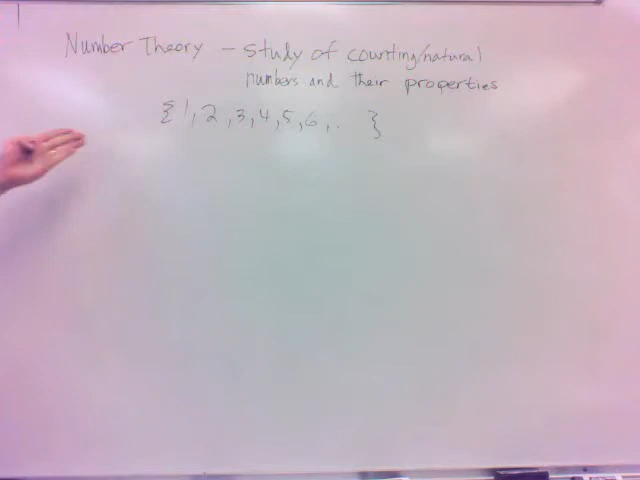 Number Theory - study of counting/natural
numbers and their properties
{1, 2, 3, 4, 5, 6, .. }